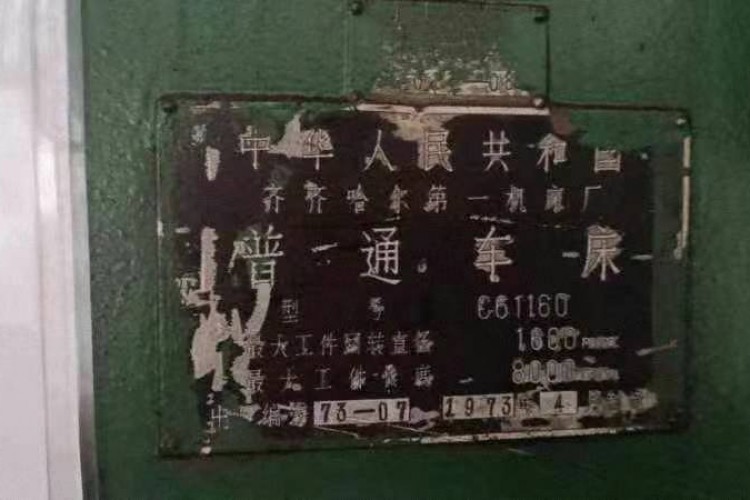 中华人民共和国
齐齐哈尔第一机床厂
普通车床
型号 C61160
最大工件回装直径 1600
最大工件长度 8000
编号 73-07 1973年 4